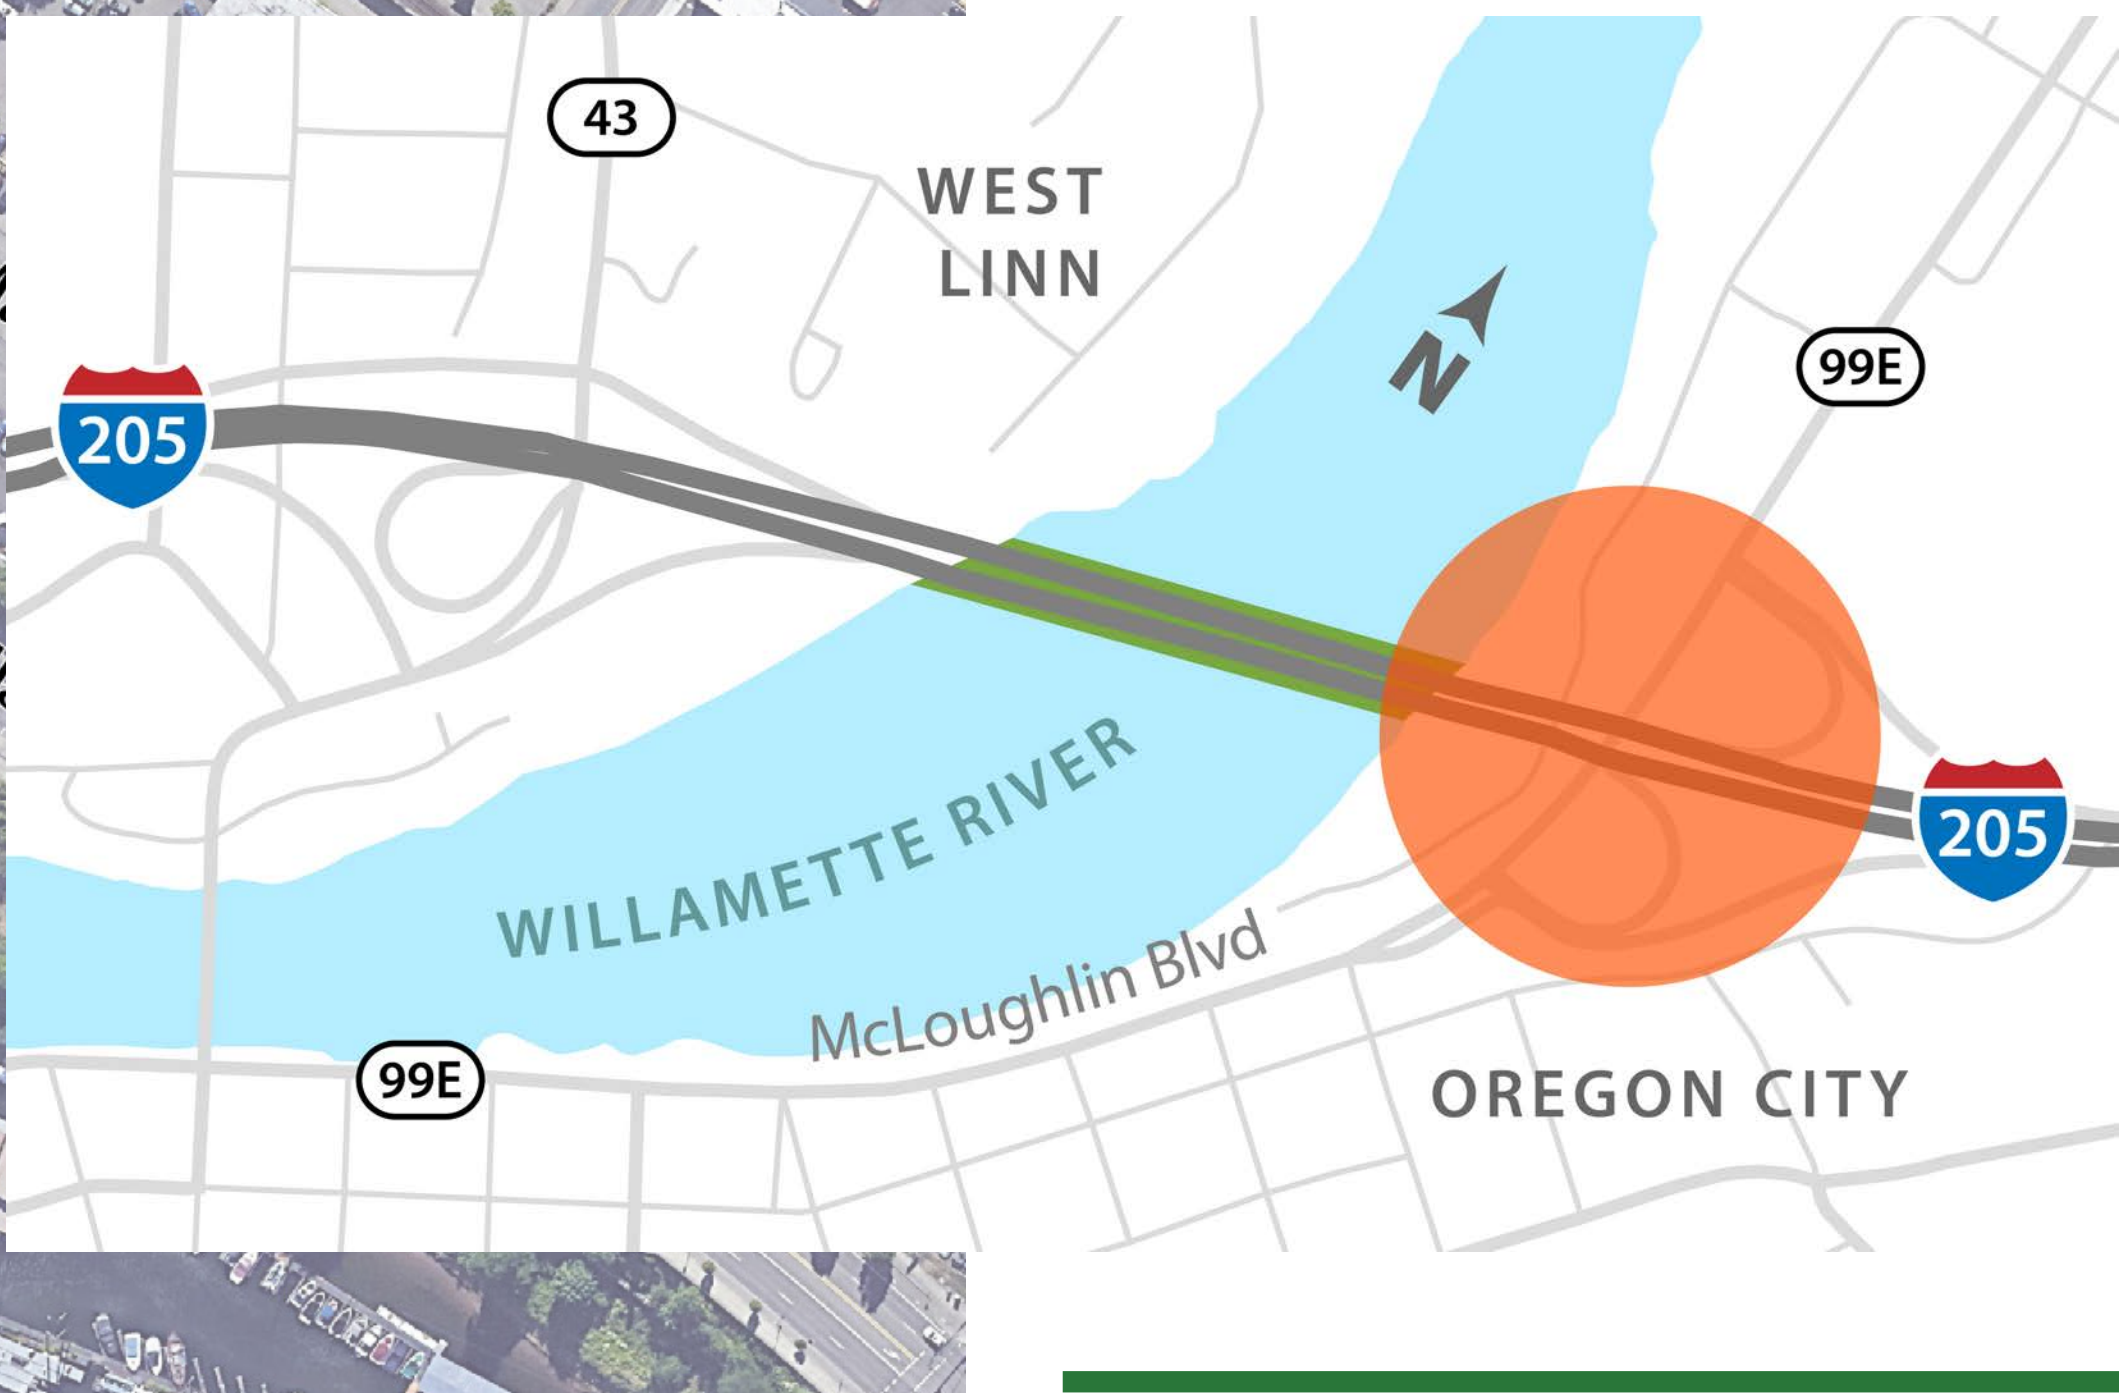 43
WEST
LINN
N
99E
205
WILLAMETTE RIVER
205
McLoughlin Blvd
99E
OREGON CITY